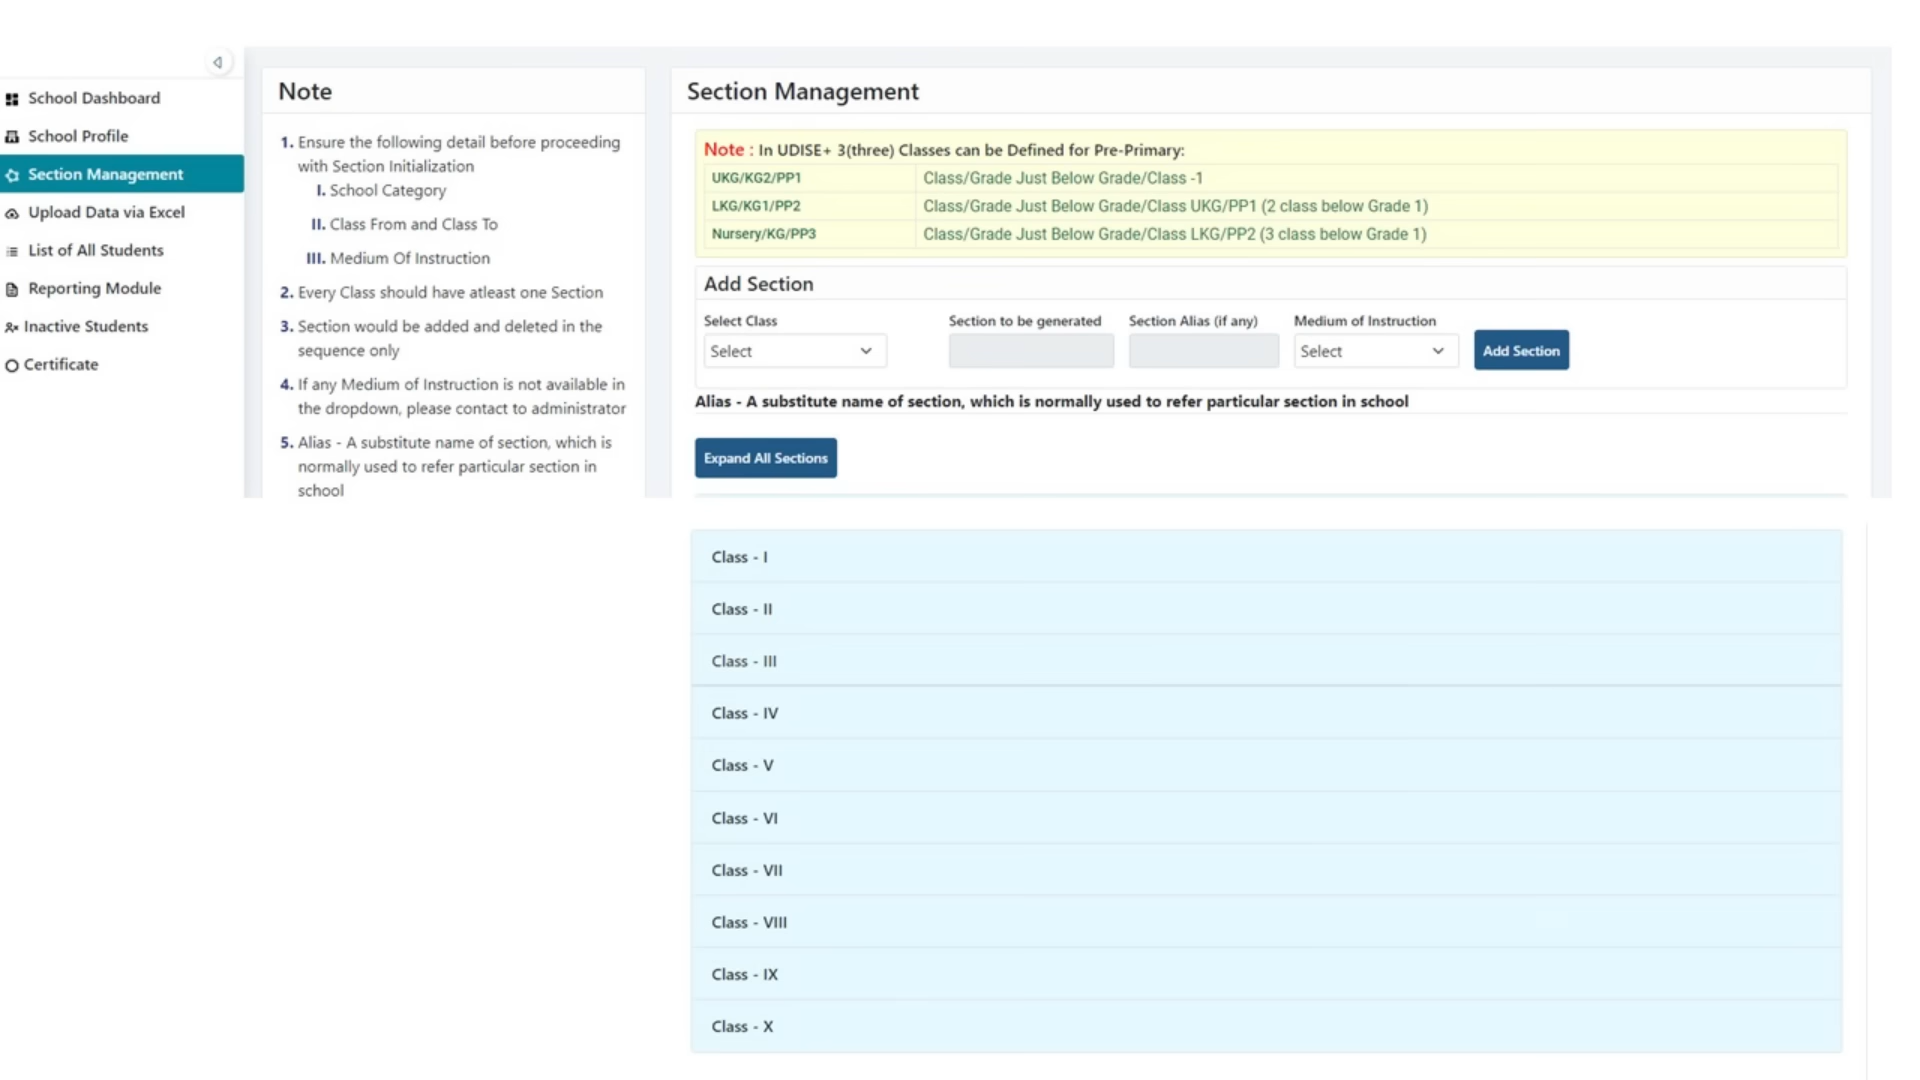 School Dashboard
School Profile
Section Management
Upload Data via Excel
List of All Students
Reporting Module
Inactive Students
Certificate
Note
1. Ensure the following detail before proceeding
with Section Initialization
I. School Category
II. Class From and Class To
III. Medium Of Instruction
2. Every Class should have atleast one Section
3. Section would be added and deleted in the
sequence only
4. If any Medium of Instruction is not available in
the dropdown, please contact to administrator
5. Alias - A substitute name of section, which is
normally used to refer particular section in
school
Section Management
Note : In UDISE+ 3(three) Classes can be Defined for Pre-Primary:
UKG/KG2/PP1 Class/Grade Just Below Grade/Class -1
LKG/KG1/PP2 Class/Grade Just Below Grade/Class UKG/PP1 (2 class below Grade 1)
Nursery/KG/PP3 Class/Grade Just Below Grade/Class LKG/PP2 (3 class below Grade 1)
Add Section
Select Class Section to be generated Section Alias (if any) Medium of Instruction
Select Select Add Section
Alias - A substitute name of section, which is normally used to refer particular section in school
Expand All Sections
Class - I
Class - II
Class - III
Class - IV
Class - V
Class - VI
Class - VII
Class - VIII
Class - IX
Class - X